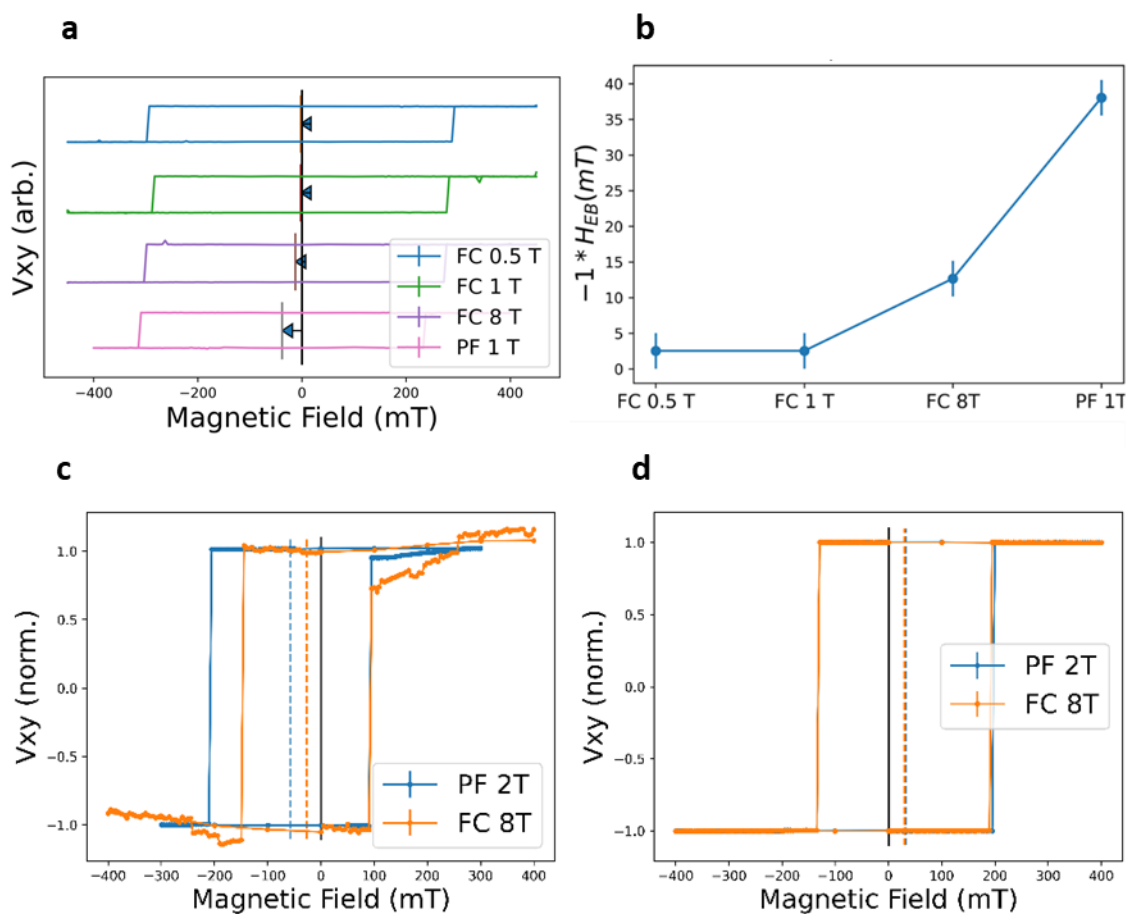 a
Vxy (arb.)
FC 0.5 T
FC 1 T
FC 8 T
PF 1 T
−400 −200 0 200 400
Magnetic Field (mT)
b
−1 * H_EB(mT)
40
35
30
25
20
15
10
5
0
FC 0.5 T FC 1 T FC 8T PF 1T
c
Vxy (norm.)
1.0
0.5
0.0
−0.5
−1.0
PF 2T
FC 8T
−400 −300 −200 −100 0 100 200 300 400
Magnetic Field (mT)
d
Vxy (norm.)
1.0
0.5
0.0
−0.5
−1.0
PF 2T
FC 8T
−400 −300 −200 −100 0 100 200 300 400
Magnetic Field (mT)